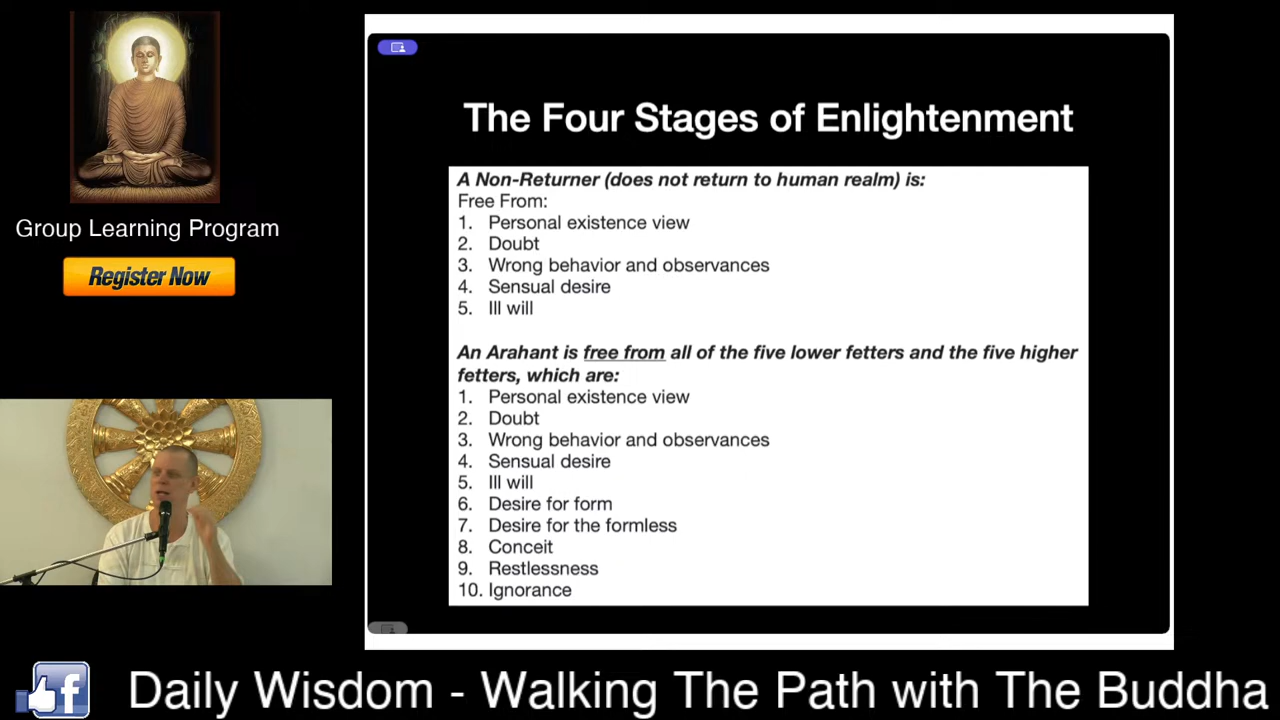 Group Learning Program
Register Now
The Four Stages of Enlightenment
A Non-Returner (does not return to human realm) is:
Free From:
1. Personal existence view
2. Doubt
3. Wrong behavior and observances
4. Sensual desire
5. Ill will
An Arahant is free from all of the five lower fetters and the five higher
fetters, which are:
1. Personal existence view
2. Doubt
3. Wrong behavior and observances
4. Sensual desire
5. Ill will
6. Desire for form
7. Desire for the formless
8. Conceit
9. Restlessness
10. Ignorance
f
Daily Wisdom - Walking The Path with The Buddha